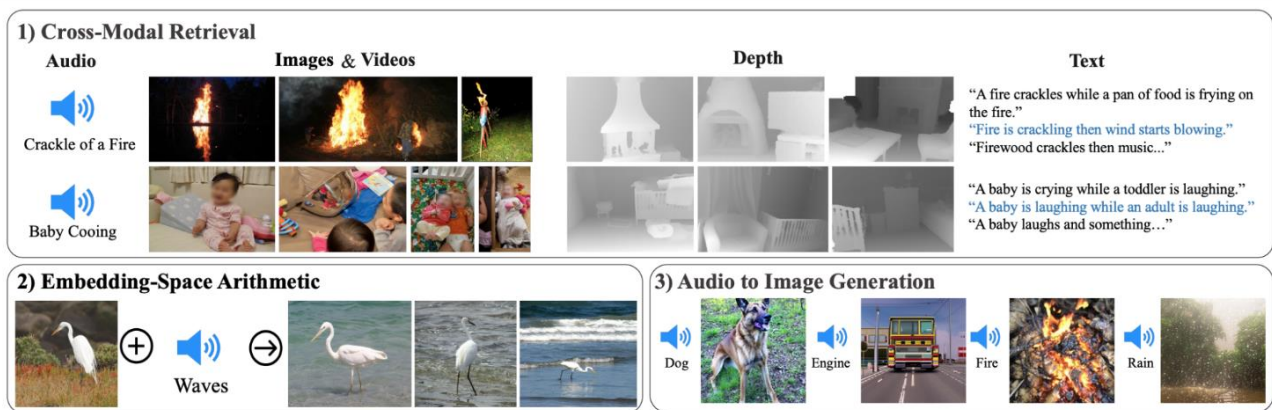 1) Cross-Modal Retrieval
Audio
Images & Videos
Depth
Text
Crackle of a Fire
“A fire crackles while a pan of food is frying on
the fire.”
“Fire is crackling then wind starts blowing.”
“Firewood crackles then music...”
Baby Cooing
“A baby is crying while a toddler is laughing.”
“A baby is laughing while an adult is laughing.”
“A baby laughs and something…”
2) Embedding-Space Arithmetic
Waves
3) Audio to Image Generation
Dog
Engine
Fire
Rain